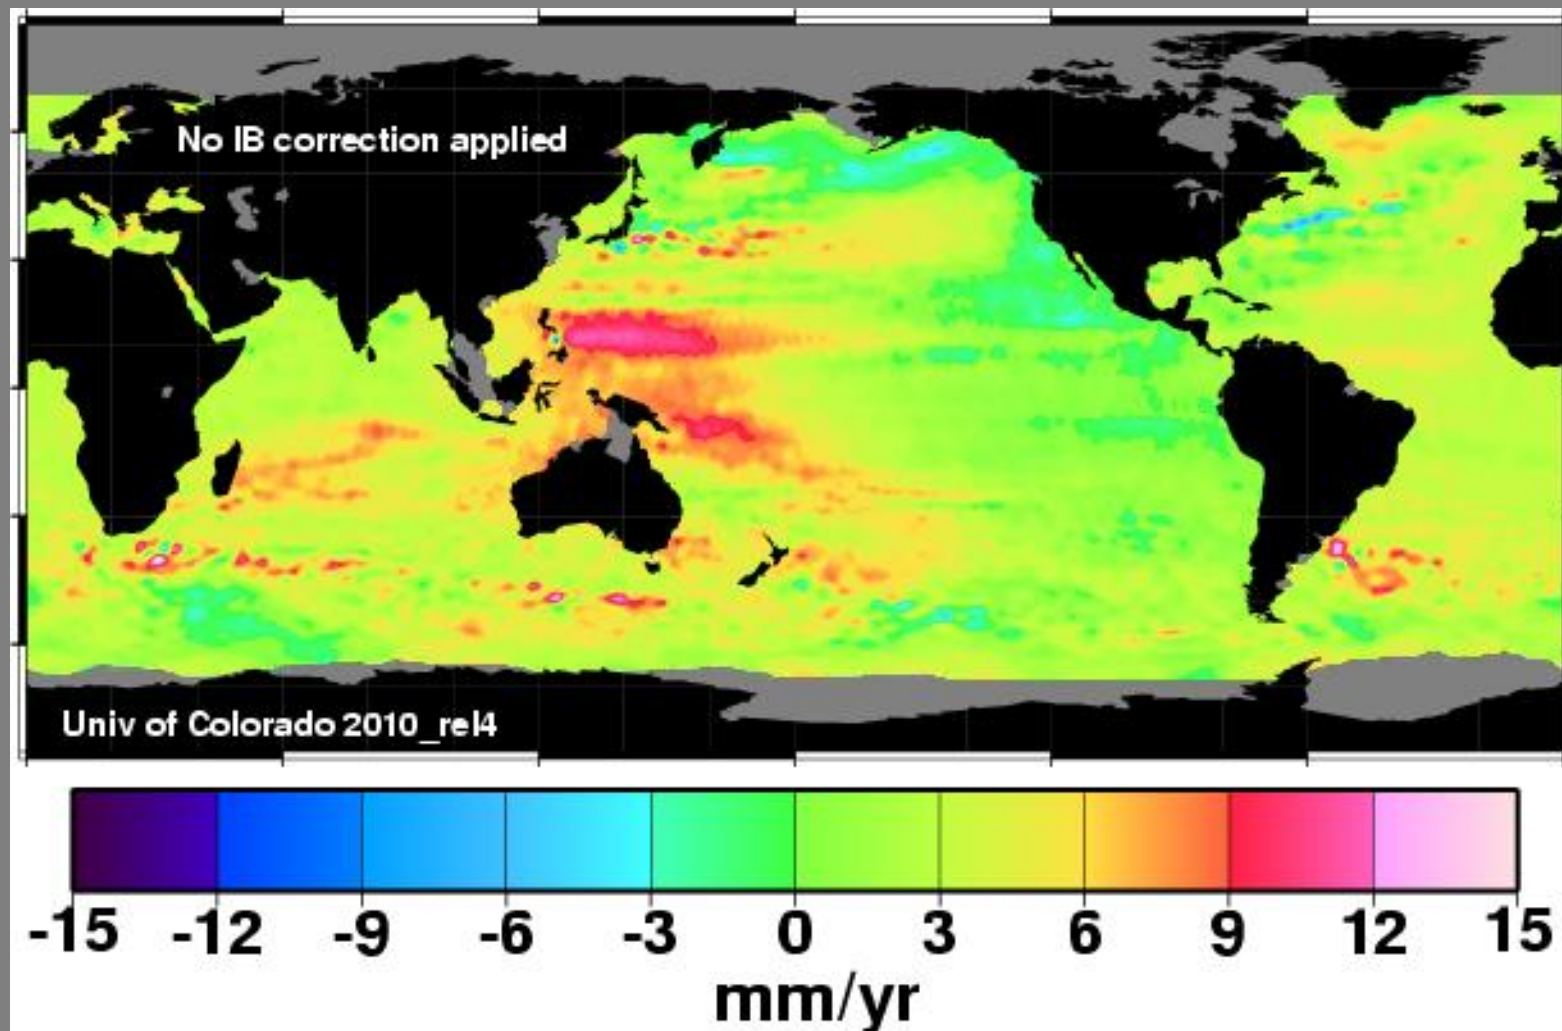 No IB correction applied
Univ of Colorado 2010_rel4
-15 -12 -9 -6 -3 0 3 6 9 12 15
mm/yr